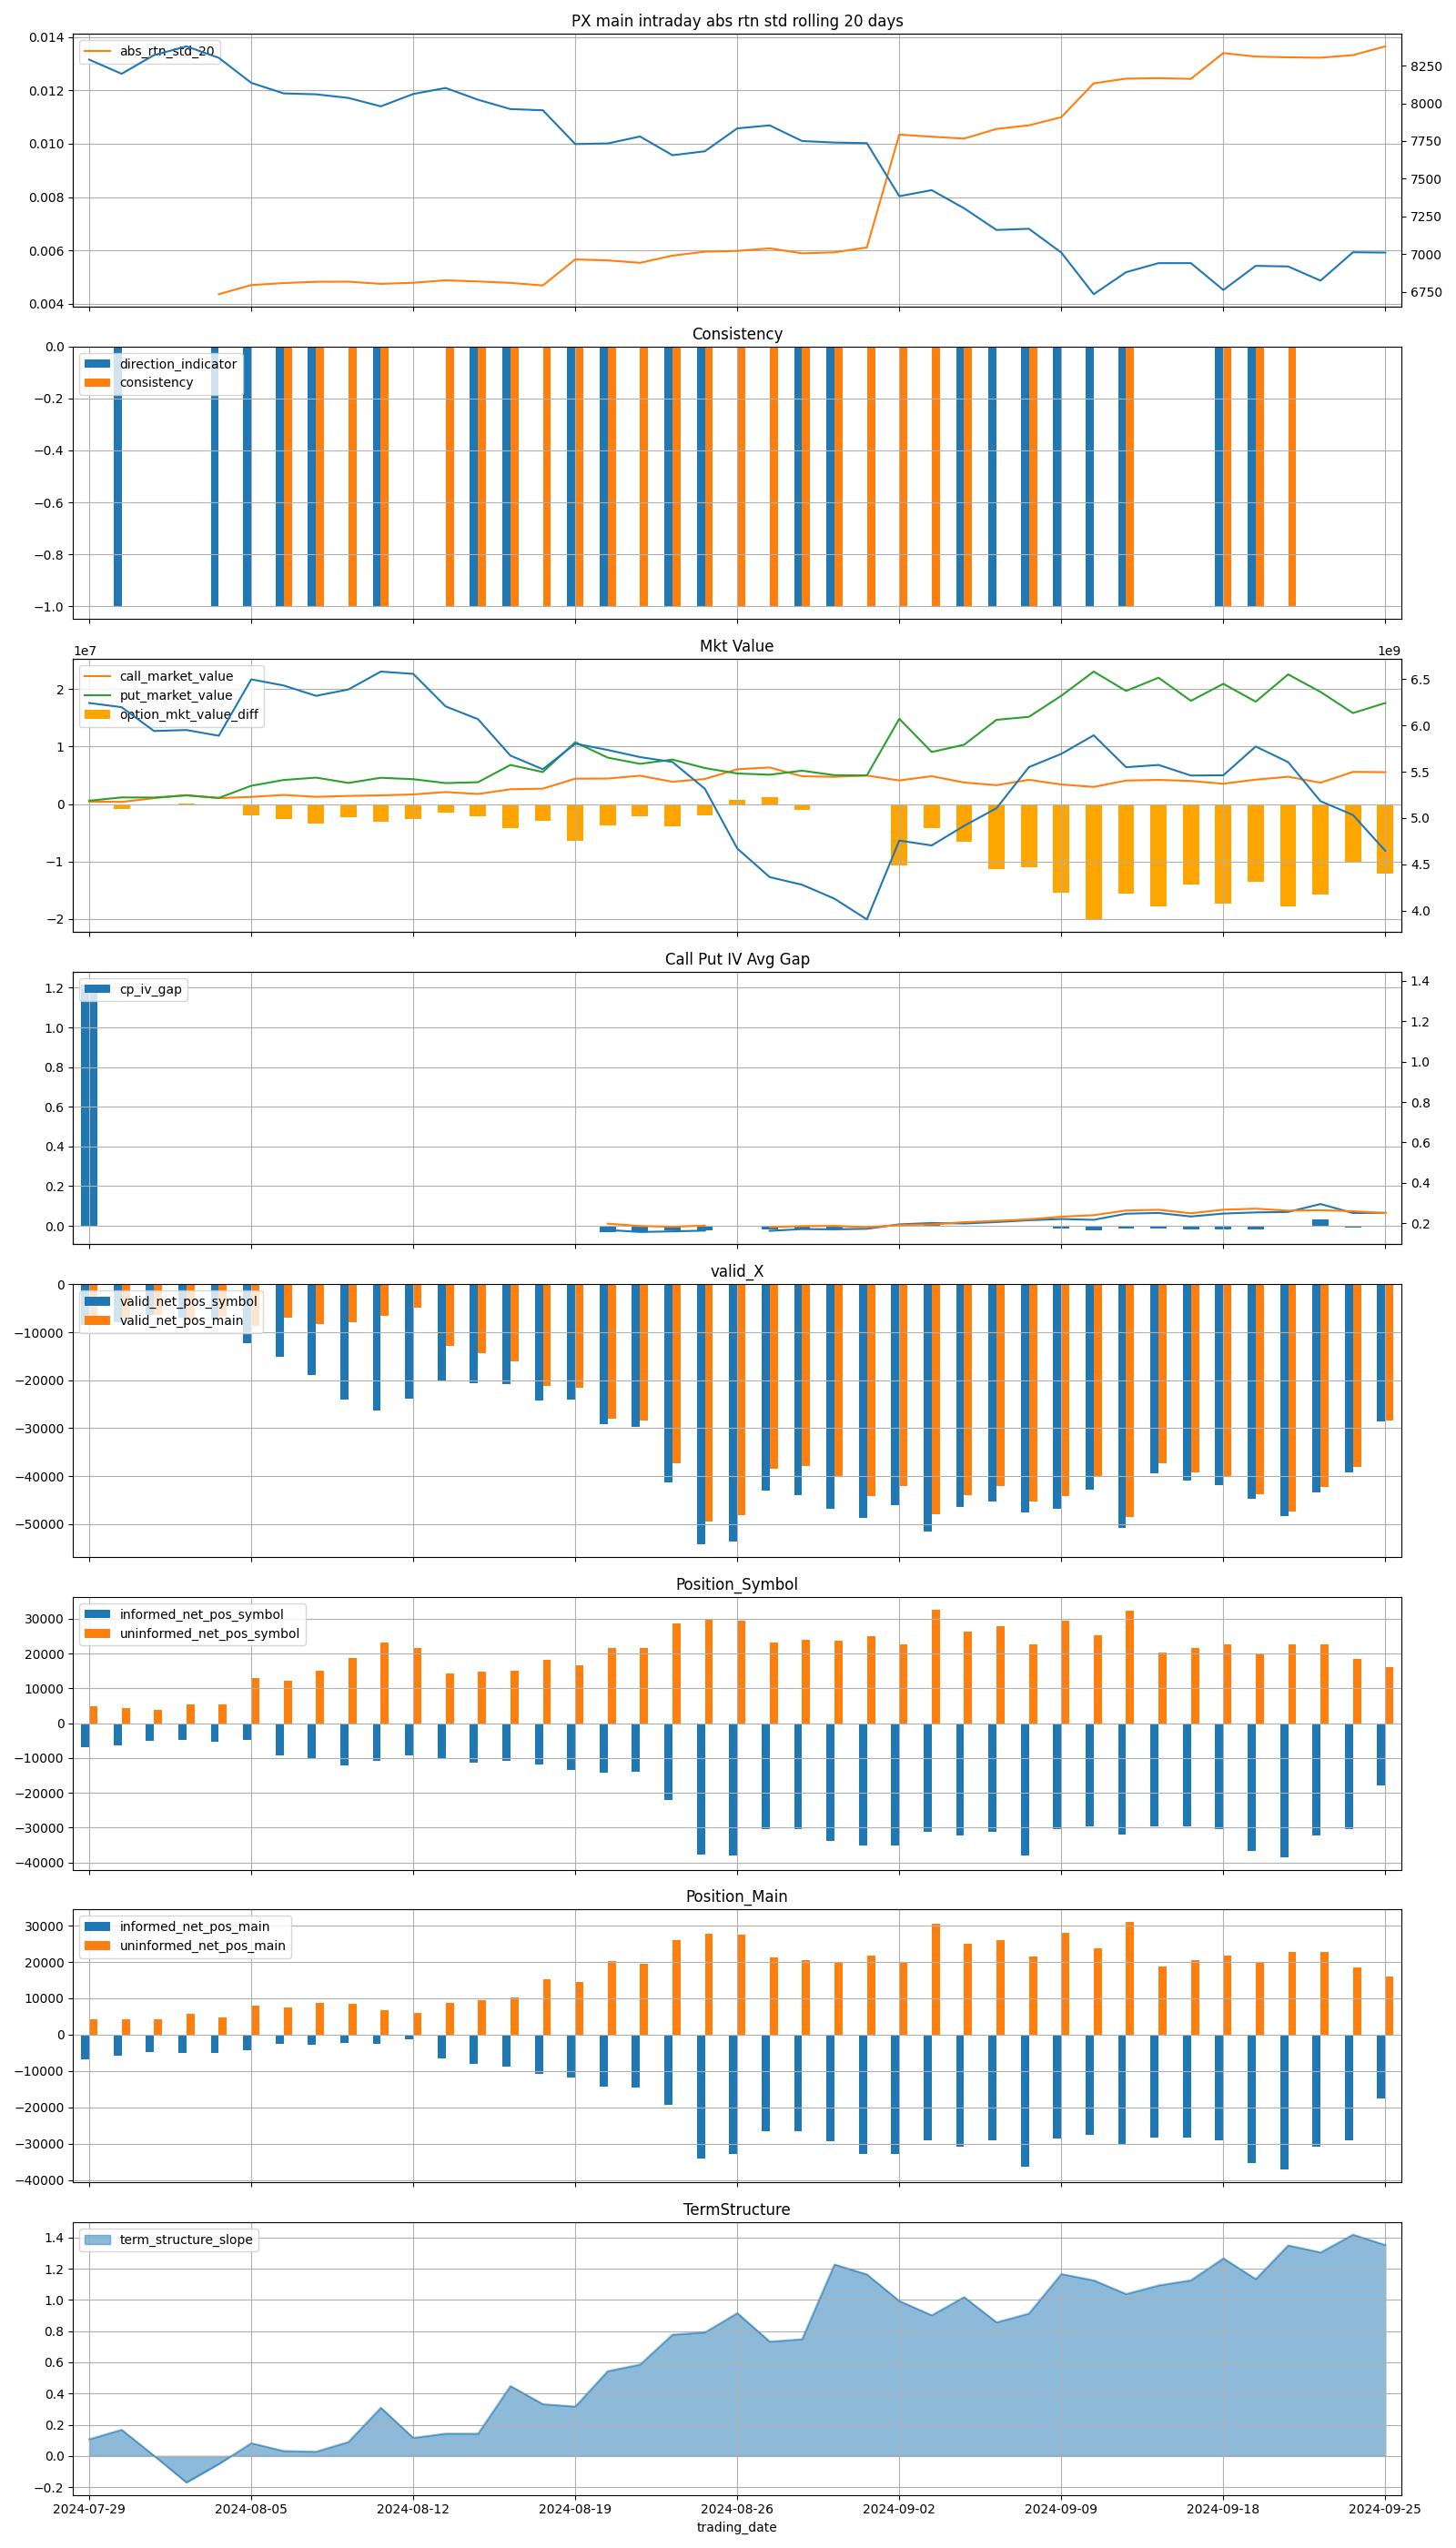 PX main intraday abs rtn std rolling 20 days
abs_rtn_std_20
0.014
0.012
0.010
0.008
0.006
0.004
8250
8000
7750
7500
7250
7000
6750
Consistency
direction_indicator
consistency
0.0
−0.2
−0.4
−0.6
−0.8
−1.0
Mkt Value
1e7
1e9
call_market_value
put_market_value
option_mkt_value_diff
2
1
0
−1
−2
6.5
6.0
5.5
5.0
4.5
4.0
Call Put IV Avg Gap
cp_iv_gap
1.2
1.0
0.8
0.6
0.4
0.2
0.0
1.4
1.2
1.0
0.8
0.6
0.4
0.2
valid_X
valid_net_pos_symbol
valid_net_pos_main
0
−10000
−20000
−30000
−40000
−50000
Position_Symbol
informed_net_pos_symbol
uninformed_net_pos_symbol
30000
20000
10000
0
−10000
−20000
−30000
−40000
Position_Main
informed_net_pos_main
uninformed_net_pos_main
30000
20000
10000
0
−10000
−20000
−30000
−40000
TermStructure
term_structure_slope
1.4
1.2
1.0
0.8
0.6
0.4
0.2
0.0
−0.2
2024-07-29 2024-08-05 2024-08-12 2024-08-19 2024-08-26 2024-09-02 2024-09-09 2024-09-18 2024-09-25
trading_date